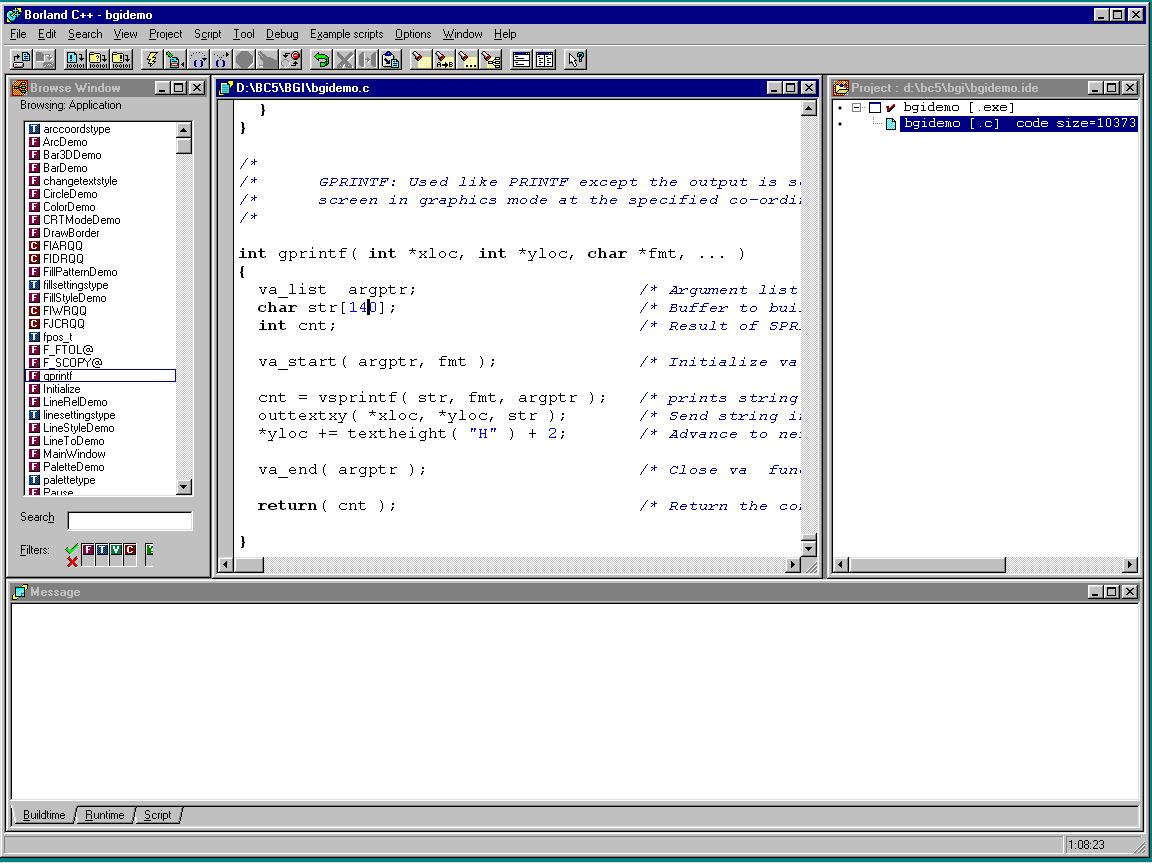 Borland C++ - bgidemo
File Edit Search View Project Script Tool Debug Example scripts Options Window Help
Browse Window
Browsing: Application
arccoordstype
ArcDemo
Bar3DDemo
BarDemo
changetextstyle
CircleDemo
ColorDemo
CRTModeDemo
DrawBorder
FIARQQ
FIDRQQ
FillPatternDemo
fillsettingstype
FillStyleDemo
FIWRQQ
FJCRQQ
fpos_t
F_FTOL@
F_SCOPY@
gprintf
Initialize
LineRelDemo
linesettingstype
LineStyleDemo
LineToDemo
MainWindow
PaletteDemo
palettetype
Pause
Search
Filters: F T V C ?
D:\BC5\BGI\bgidemo.c
}
}
/*
/* GPRINTF: Used like PRINTF except the output is s
/* screen in graphics mode at the specified co-ordi
/*
int gprintf( int *xloc, int *yloc, char *fmt, ... )
{
va_list argptr; /* Argument list
char str[140]; /* Buffer to bui
int cnt; /* Result of SPR
va_start( argptr, fmt ); /* Initialize va
cnt = vsprintf( str, fmt, argptr ); /* prints string
outtextxy( *xloc, *yloc, str ); /* Send string i
*yloc += textheight( "H" ) + 2; /* Advance to ne
va_end( argptr ); /* Close va fun
return( cnt ); /* Return the co
}
Project : d:\bc5\bgi\bgidemo.ide
bgidemo [.exe]
bgidemo [.c] code size=10373
Message
Buildtime Runtime Script
1:08:23